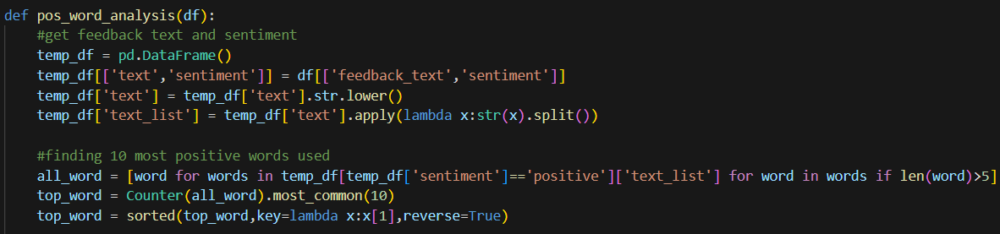 def pos_word_analysis(df):
    #get feedback text and sentiment
    temp_df = pd.DataFrame()
    temp_df[['text','sentiment']] = df[['feedback_text','sentiment']]
    temp_df['text'] = temp_df['text'].str.lower()
    temp_df['text_list'] = temp_df['text'].apply(lambda x:str(x).split())

    #finding 10 most positive words used
    all_word = [word for words in temp_df[temp_df['sentiment']=='positive']['text_list'] for word in words if len(word)>5]
    top_word = Counter(all_word).most_common(10)
    top_word = sorted(top_word,key=lambda x:x[1],reverse=True)